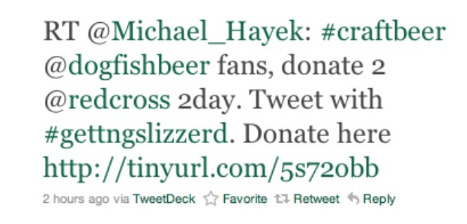 RT @Michael_Hayek: #craftbeer
@dogfishbeer fans, donate 2
@redcross 2day. Tweet with
#gettngslizzerd. Donate here
http://tinyurl.com/5s72obb
2 hours ago via TweetDeck Favorite Retweet Reply